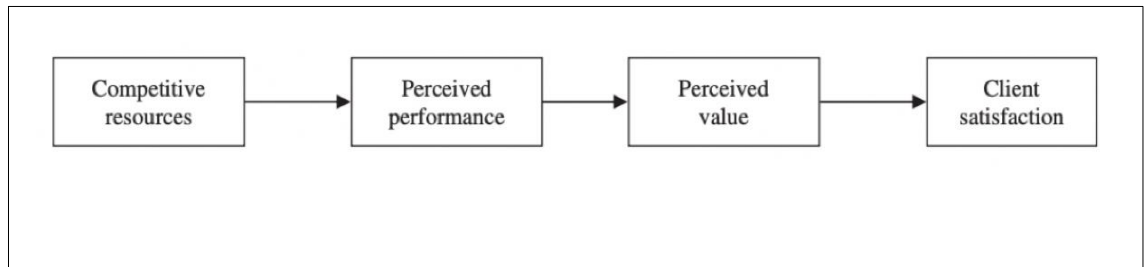 Competitive
resources
Perceived
performance
Perceived
value
Client
satisfaction